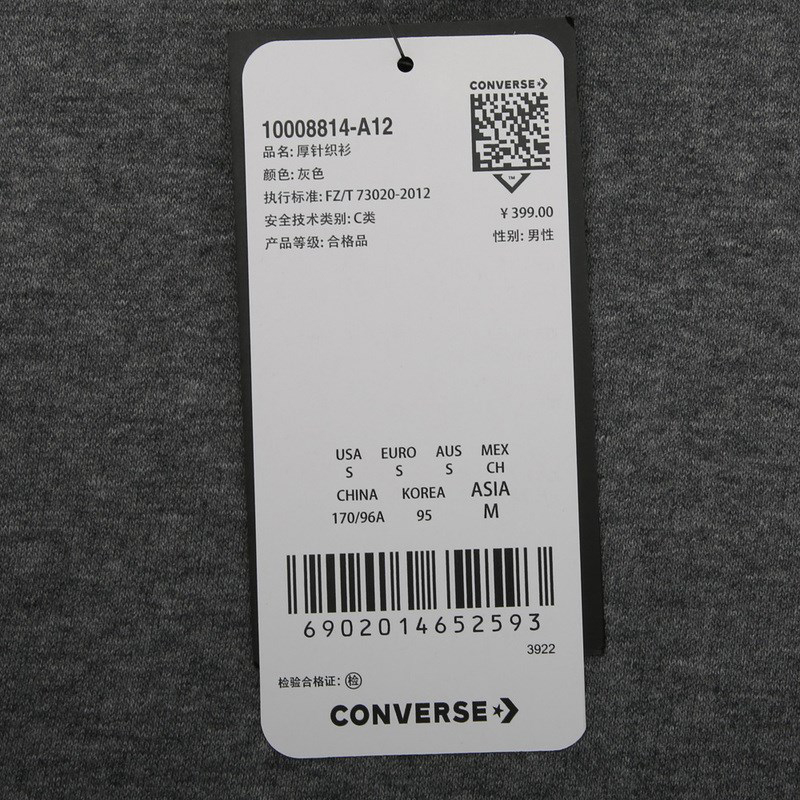 CONVERSE
10008814-A12
品名: 厚针织衫
颜色: 灰色
执行标准: FZ/T 73020-2012
安全技术类别: C类
产品等级: 合格品
TM
¥ 399.00
性别: 男性
USA EURO AUS MEX
S S S CH
CHINA KOREA ASIA
170/96A 95 M
6902014652593
3922
检验合格证: 检
CONVERSE